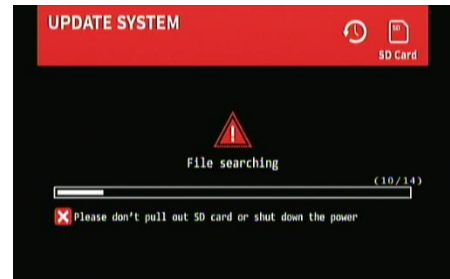 UPDATE SYSTEM
SD
SD Card
File searching
(10/14)
Please don't pull out SD card or shut down the power